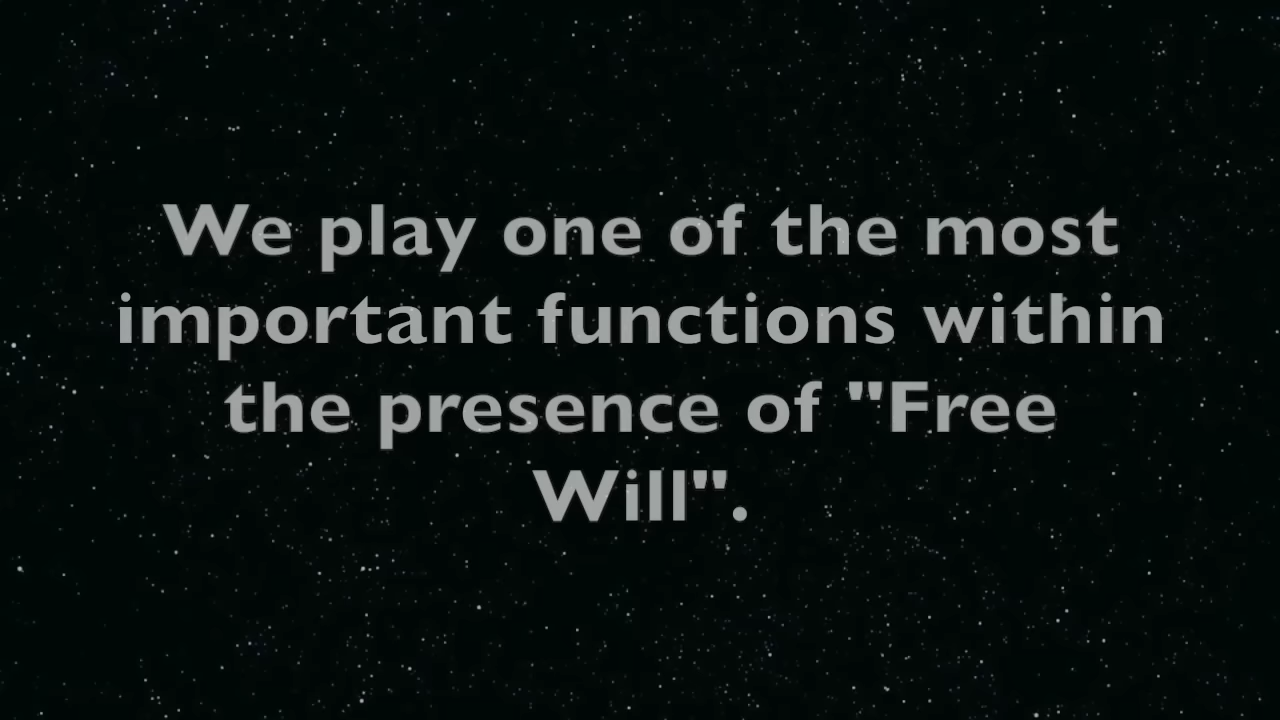 We play one of the most
important functions within
the presence of "Free
Will".